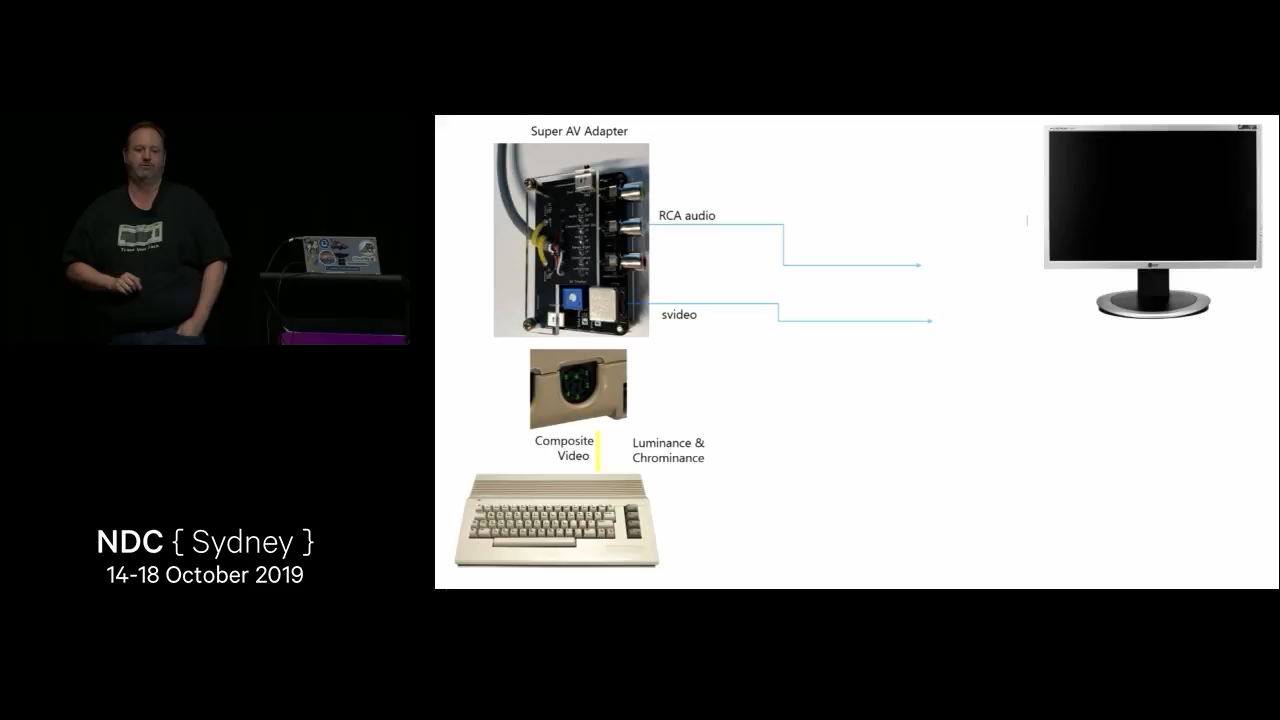 Super AV Adapter
RCA audio
svideo
Composite
Video
Luminance &
Chrominance
NDC { Sydney }
14-18 October 2019